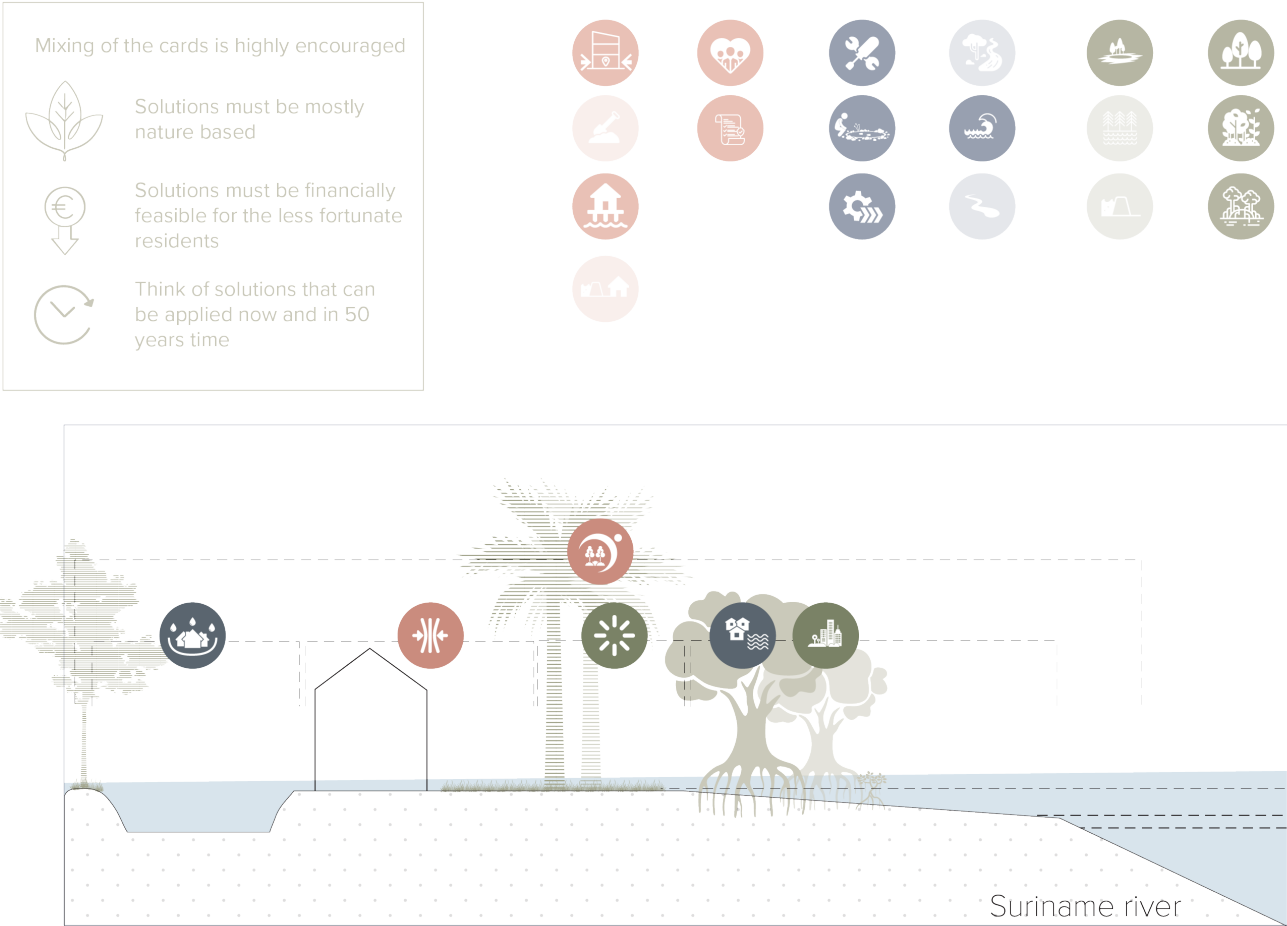 Mixing of the cards is highly encouraged
Solutions must be mostly
nature based
€
Solutions must be financially
feasible for the less fortunate
residents
Think of solutions that can
be applied now and in 50
years time
Suriname river